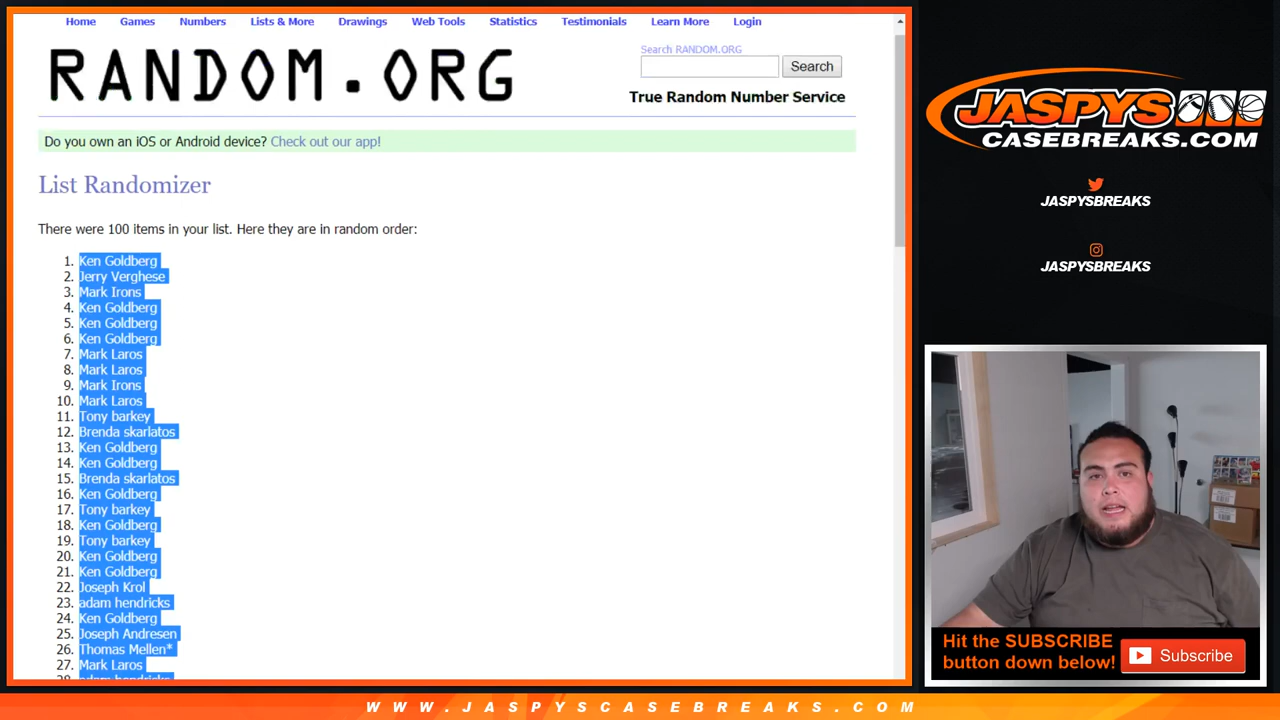 Home Games Numbers Lists & More Drawings Web Tools Statistics Testimonials Learn More Login
RANDOM.ORG
Search RANDOM.ORG
Search
True Random Number Service
Do you own an iOS or Android device? Check out our app!
List Randomizer
There were 100 items in your list. Here they are in random order:
1. Ken Goldberg
2. Jerry Verghese
3. Mark Irons
4. Ken Goldberg
5. Ken Goldberg
6. Ken Goldberg
7. Mark Laros
8. Mark Laros
9. Mark Irons
10. Mark Laros
11. Tony barkey
12. Brenda skarlatos
13. Ken Goldberg
14. Ken Goldberg
15. Brenda skarlatos
16. Ken Goldberg
17. Tony barkey
18. Ken Goldberg
19. Tony barkey
20. Ken Goldberg
21. Ken Goldberg
22. Joseph Krol
23. adam hendricks
24. Ken Goldberg
25. Joseph Andresen
26. Thomas Mellen*
27. Mark Laros
28. adam hendricks
JASPYS
CASEBREAKS.COM
JASPYSBREAKS
JASPYSBREAKS
Hit the SUBSCRIBE
button down below!
Subscribe
WWW.JASPYSCASEBREAKS.COM